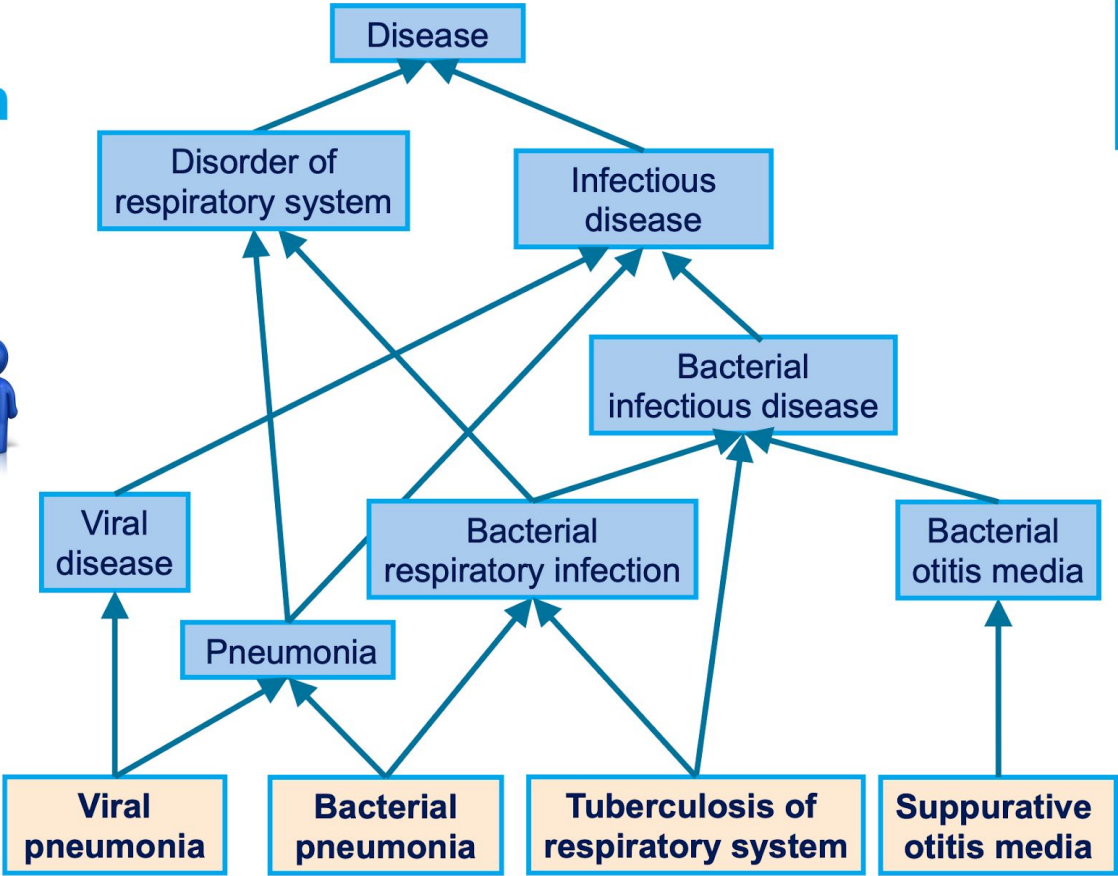 Disease
Disorder of
respiratory system
Infectious
disease
Bacterial
infectious disease
Viral
disease
Bacterial
respiratory infection
Bacterial
otitis media
Pneumonia
Viral
pneumonia
Bacterial
pneumonia
Tuberculosis of
respiratory system
Suppurative
otitis media